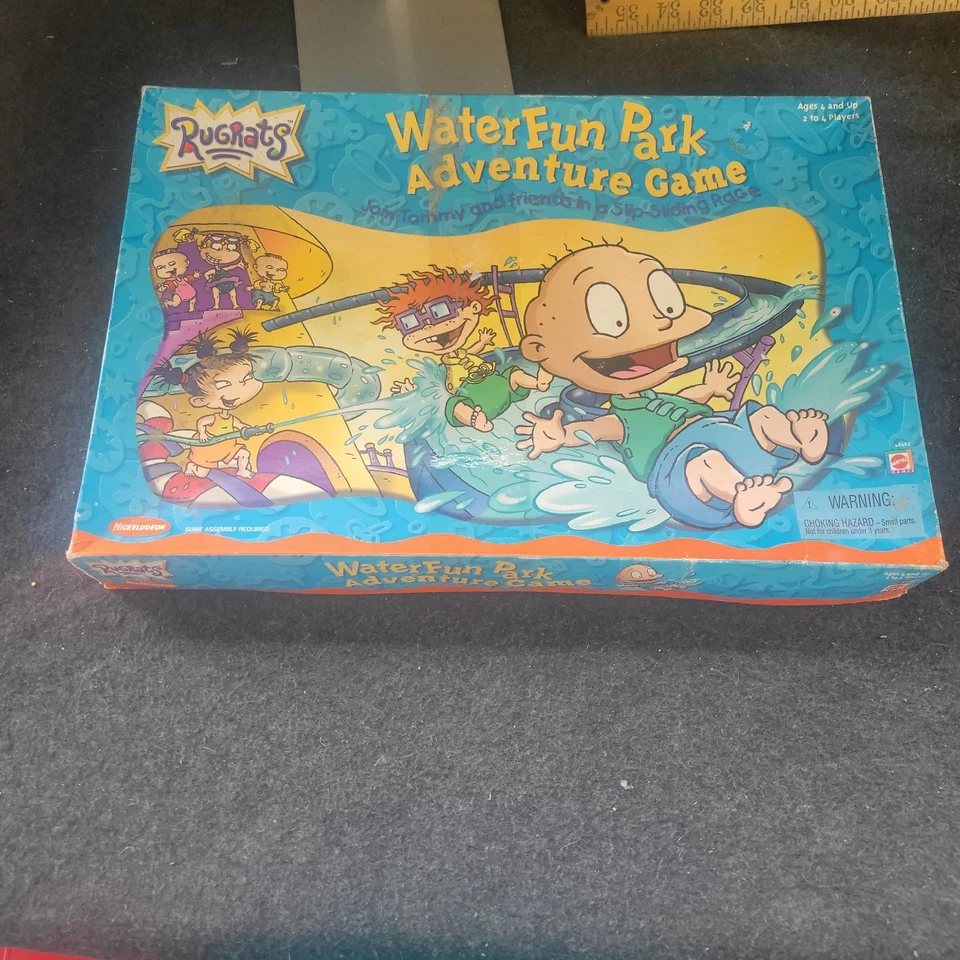 RUGRATS™
WaterFun Park
Adventure Game
Join Tommy and friends in a Slip-Sliding Race
Ages 4 and Up
2 to 4 Players
MATTEL
NICKELODEON
SOME ASSEMBLY REQUIRED.
WARNING:
CHOKING HAZARD – Small parts.
Not for children under 3 years.
RUGRATS
WaterFun Park
Adventure Game